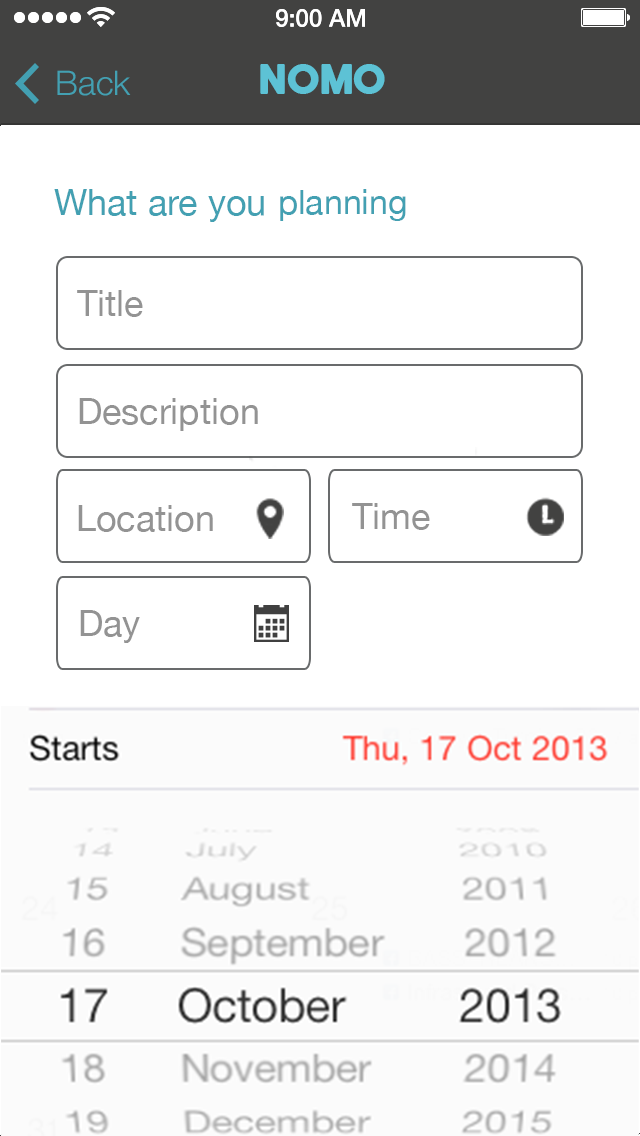 9:00 AM
Back
NOMO
What are you planning
Title
Description
Location
Time
Day
Starts Thu, 17 Oct 2013
14 July 2010
15 August 2011
16 September 2012
17 October 2013
18 November 2014
19 December 2015